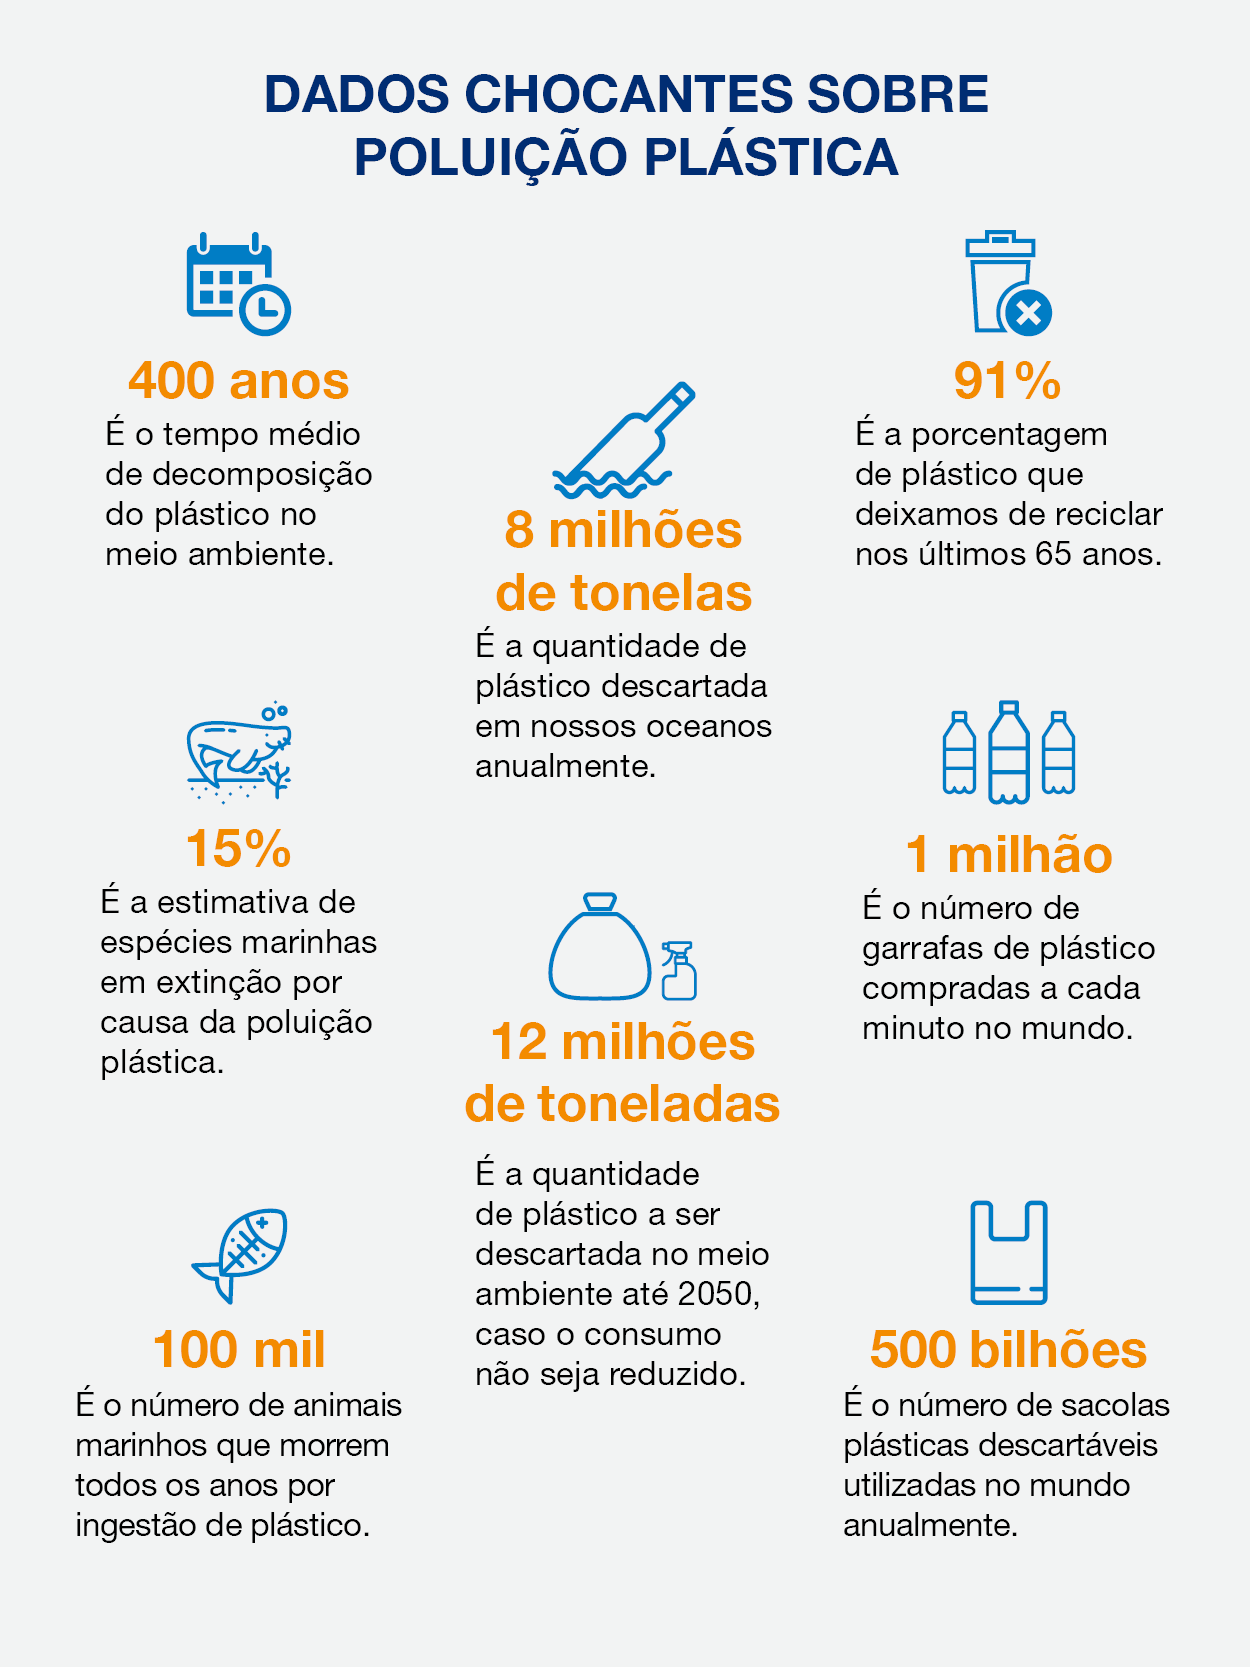 DADOS CHOCANTES SOBRE
POLUIÇÃO PLÁSTICA
400 anos
É o tempo médio
de decomposição
do plástico no
meio ambiente.
8 milhões
de tonelas
É a quantidade de
plástico descartada
em nossos oceanos
anualmente.
91%
É a porcentagem
de plástico que
deixamos de reciclar
nos últimos 65 anos.
15%
É a estimativa de
espécies marinhas
em extinção por
causa da poluição
plástica.
12 milhões
de toneladas
É a quantidade
de plástico a ser
descartada no meio
ambiente até 2050,
caso o consumo
não seja reduzido.
1 milhão
É o número de
garrafas de plástico
compradas a cada
minuto no mundo.
100 mil
É o número de animais
marinhos que morrem
todos os anos por
ingestão de plástico.
500 bilhões
É o número de sacolas
plásticas descartáveis
utilizadas no mundo
anualmente.